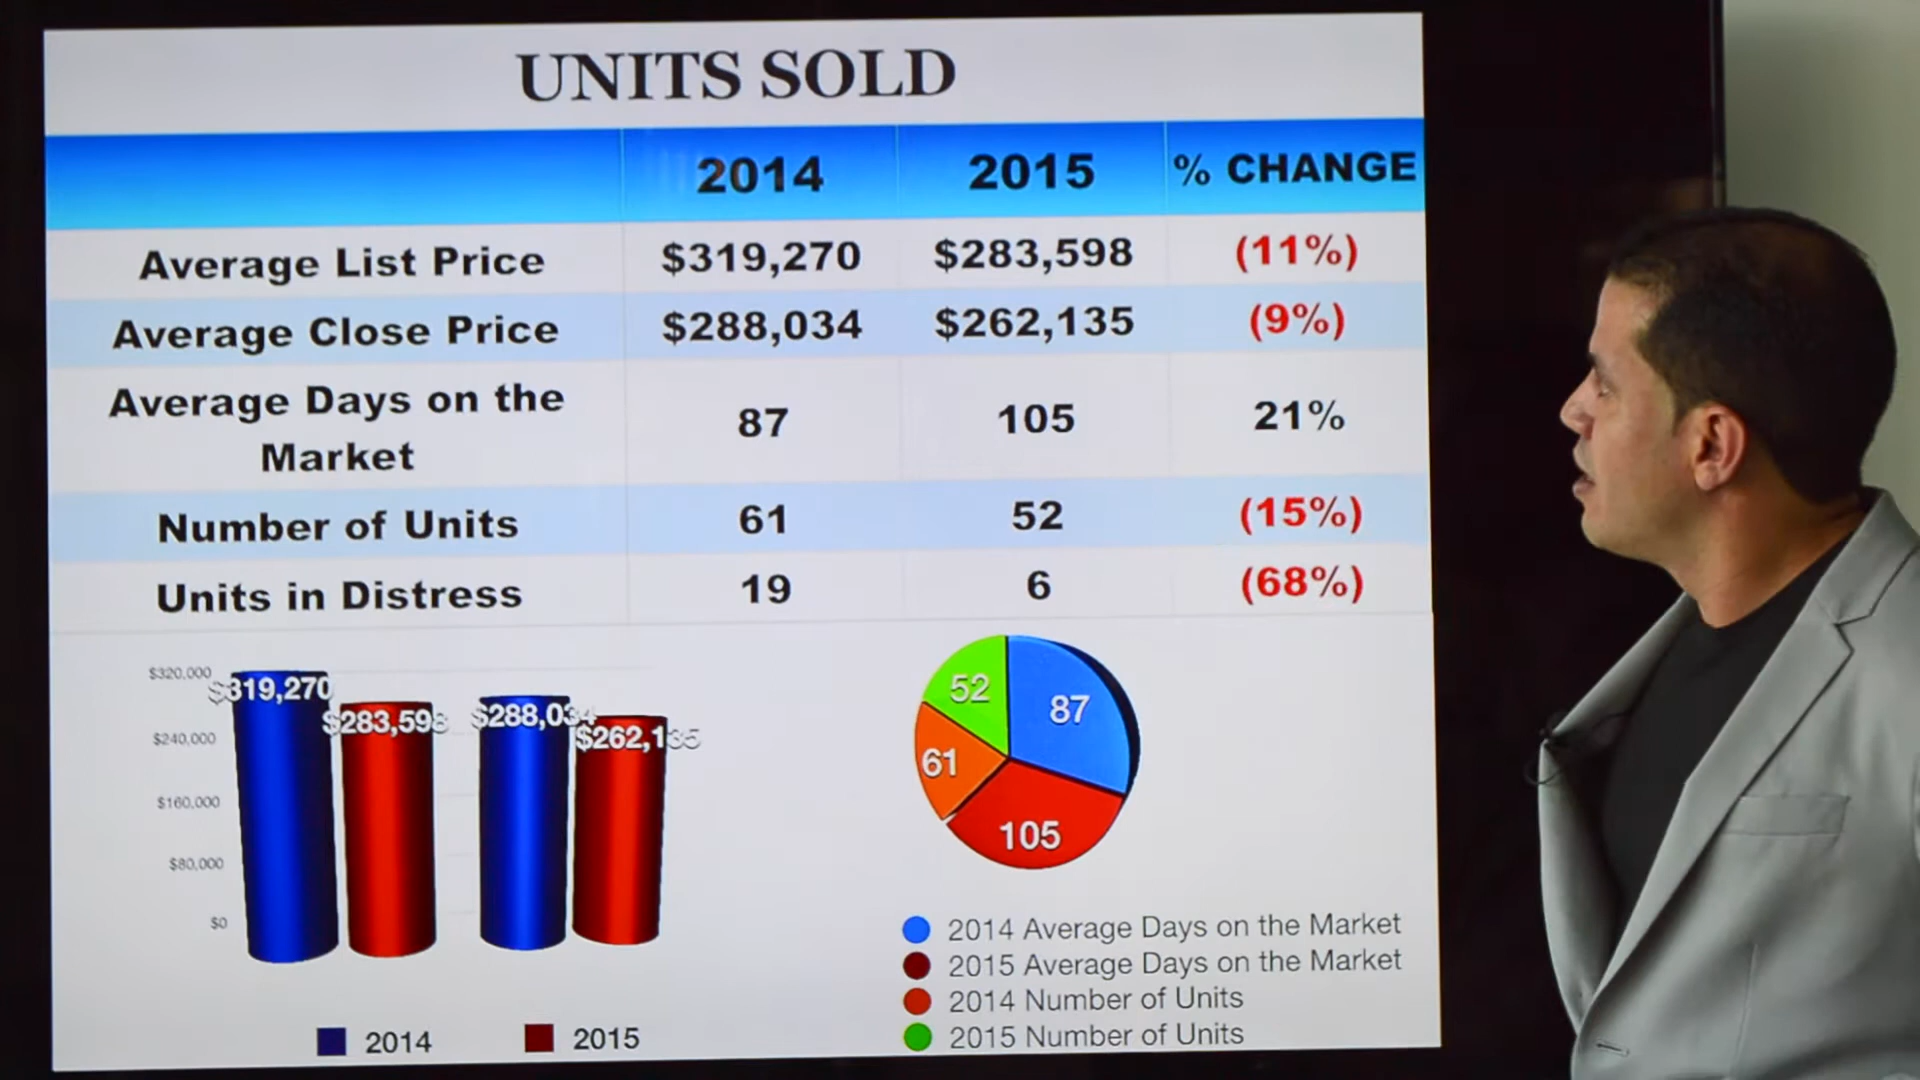 UNITS SOLD
2014 2015 % CHANGE
Average List Price $319,270 $283,598 (11%)
Average Close Price $288,034 $262,135 (9%)
Average Days on the
Market 87 105 21%
Number of Units 61 52 (15%)
Units in Distress 19 6 (68%)
$320,000
$240,000
$160,000
$80,000
$0
$319,270
$283,598
$288,034
$262,135
2014 2015
52
87
61
105
2014 Average Days on the Market
2015 Average Days on the Market
2014 Number of Units
2015 Number of Units